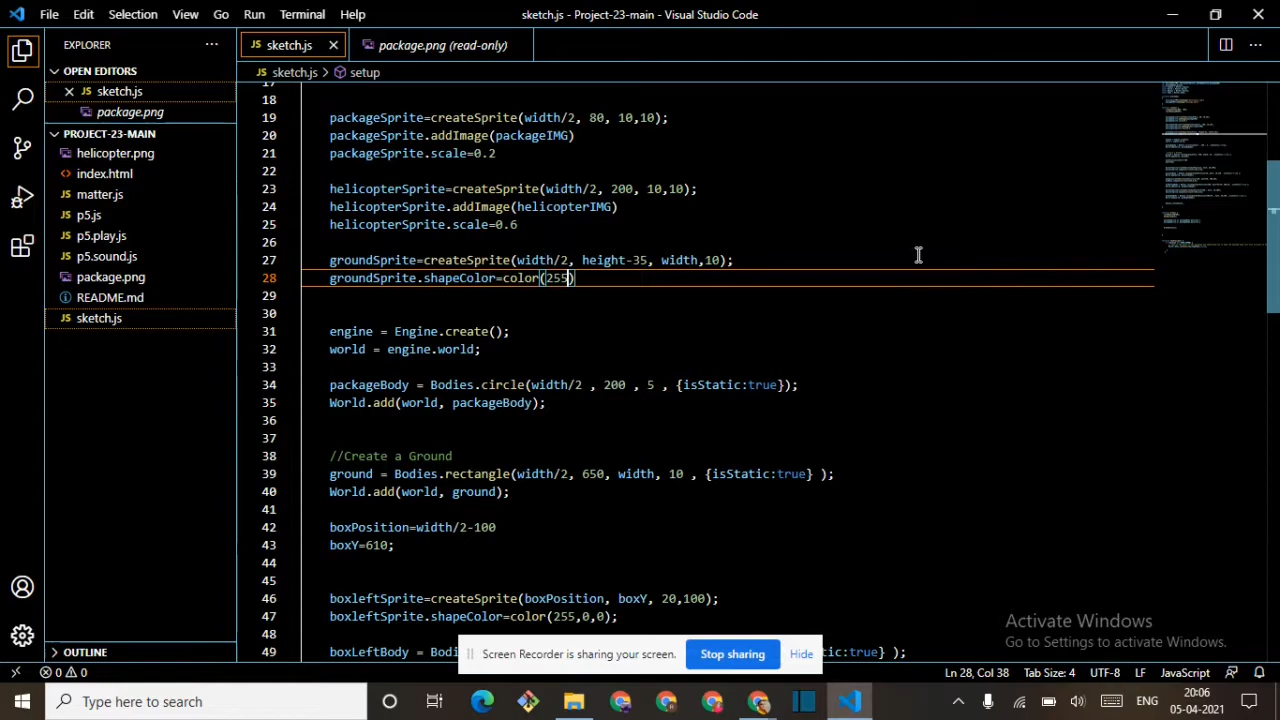 File Edit Selection View Go Run Terminal Help
sketch.js - Project-23-main - Visual Studio Code
EXPLORER
OPEN EDITORS
sketch.js
package.png
PROJECT-23-MAIN
helicopter.png
index.html
matter.js
p5.js
p5.play.js
p5.sound.js
package.png
README.md
sketch.js
OUTLINE
JS sketch.js package.png (read-only)
JS sketch.js > setup
17
18
19 packageSprite=createSprite(width/2, 80, 10,10);
20 packageSprite.addImage(packageIMG)
21 packageSprite.scale=0.2
22
23 helicopterSprite=createSprite(width/2, 200, 10,10);
24 helicopterSprite.addImage(helicopterIMG)
25 helicopterSprite.scale=0.6
26
27 groundSprite=createSprite(width/2, height-35, width,10);
28 groundSprite.shapeColor=color(255)
29
30
31 engine = Engine.create();
32 world = engine.world;
33
34 packageBody = Bodies.circle(width/2 , 200 , 5 , {isStatic:true});
35 World.add(world, packageBody);
36
37
38 //Create a Ground
39 ground = Bodies.rectangle(width/2, 650, width, 10 , {isStatic:true} );
40 World.add(world, ground);
41
42 boxPosition=width/2-100
43 boxY=610;
44
45
46 boxleftSprite=createSprite(boxPosition, boxY, 20,100);
47 boxleftSprite.shapeColor=color(255,0,0);
48
49 boxLeftBody = Bodi :true} );
Activate Windows
Go to Settings to activate Windows.
Screen Recorder is sharing your screen. Stop sharing Hide
0 0 Ln 28, Col 38 Tab Size: 4 UTF-8 LF JavaScript
Type here to search
20:06
05-04-2021